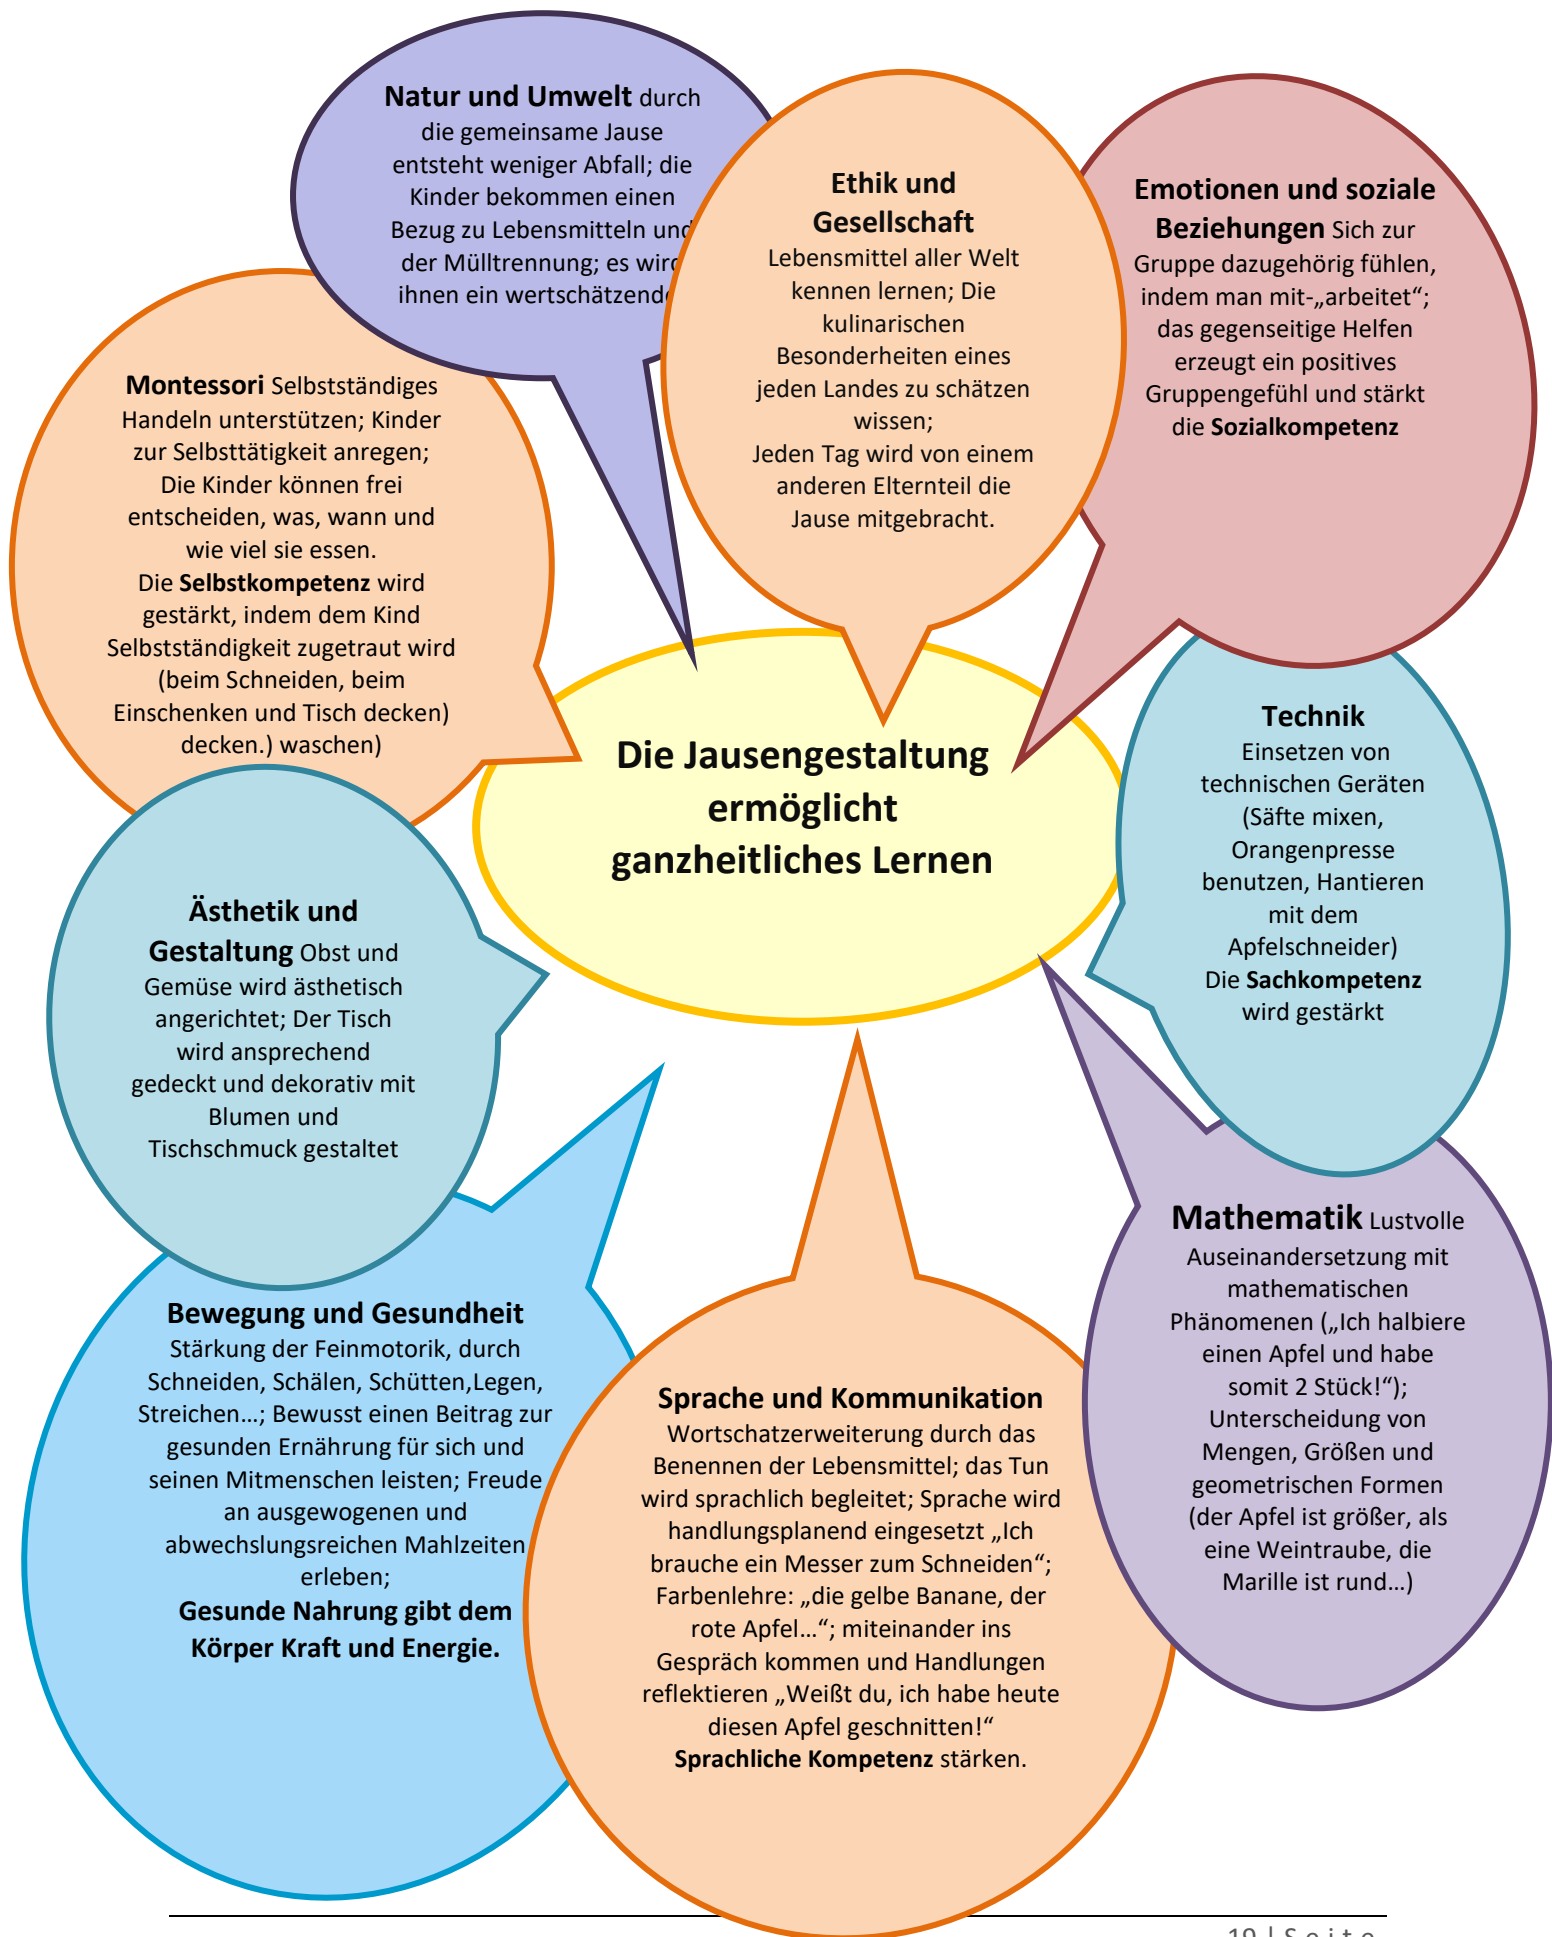 Natur und Umwelt durch
die gemeinsame Jause
entsteht weniger Abfall; die
Kinder bekommen einen
Bezug zu Lebensmitteln und
der Mülltrennung; es wird
ihnen ein wertschätzende
Ethik und
Gesellschaft
Lebensmittel aller Welt
kennen lernen; Die
kulinarischen
Besonderheiten eines
jeden Landes zu schätzen
wissen;
Jeden Tag wird von einem
anderen Elternteil die
Jause mitgebracht.
Emotionen und soziale
Beziehungen Sich zur
Gruppe dazugehörig fühlen,
indem man mit-„arbeitet“;
das gegenseitige Helfen
erzeugt ein positives
Gruppengefühl und stärkt
die Sozialkompetenz
Montessori Selbstständiges
Handeln unterstützen; Kinder
zur Selbsttätigkeit anregen;
Die Kinder können frei
entscheiden, was, wann und
wie viel sie essen.
Die Selbstkompetenz wird
gestärkt, indem dem Kind
Selbstständigkeit zugetraut wird
(beim Schneiden, beim
Einschenken und Tisch decken)
decken.) waschen)
Die Jausengestaltung
ermöglicht
ganzheitliches Lernen
Technik
Einsetzen von
technischen Geräten
(Säfte mixen,
Orangenpresse
benutzen, Hantieren
mit dem
Apfelschneider)
Die Sachkompetenz
wird gestärkt
Ästhetik und
Gestaltung Obst und
Gemüse wird ästhetisch
angerichtet; Der Tisch
wird ansprechend
gedeckt und dekorativ mit
Blumen und
Tischschmuck gestaltet
Mathematik Lustvolle
Auseinandersetzung mit
mathematischen
Phänomenen („Ich halbiere
einen Apfel und habe
somit 2 Stück!“);
Unterscheidung von
Mengen, Größen und
geometrischen Formen
(der Apfel ist größer, als
eine Weintraube, die
Marille ist rund…)
Bewegung und Gesundheit
Stärkung der Feinmotorik, durch
Schneiden, Schälen, Schütten,Legen,
Streichen…; Bewusst einen Beitrag zur
gesunden Ernährung für sich und
seinen Mitmenschen leisten; Freude
an ausgewogenen und
abwechslungsreichen Mahlzeiten
erleben;
Gesunde Nahrung gibt dem
Körper Kraft und Energie.
Sprache und Kommunikation
Wortschatzerweiterung durch das
Benennen der Lebensmittel; das Tun
wird sprachlich begleitet; Sprache wird
handlungsplanend eingesetzt „Ich
brauche ein Messer zum Schneiden“;
Farbenlehre: „die gelbe Banane, der
rote Apfel…“; miteinander ins
Gespräch kommen und Handlungen
reflektieren „Weißt du, ich habe heute
diesen Apfel geschnitten!“
Sprachliche Kompetenz stärken.
19 | S e i t e